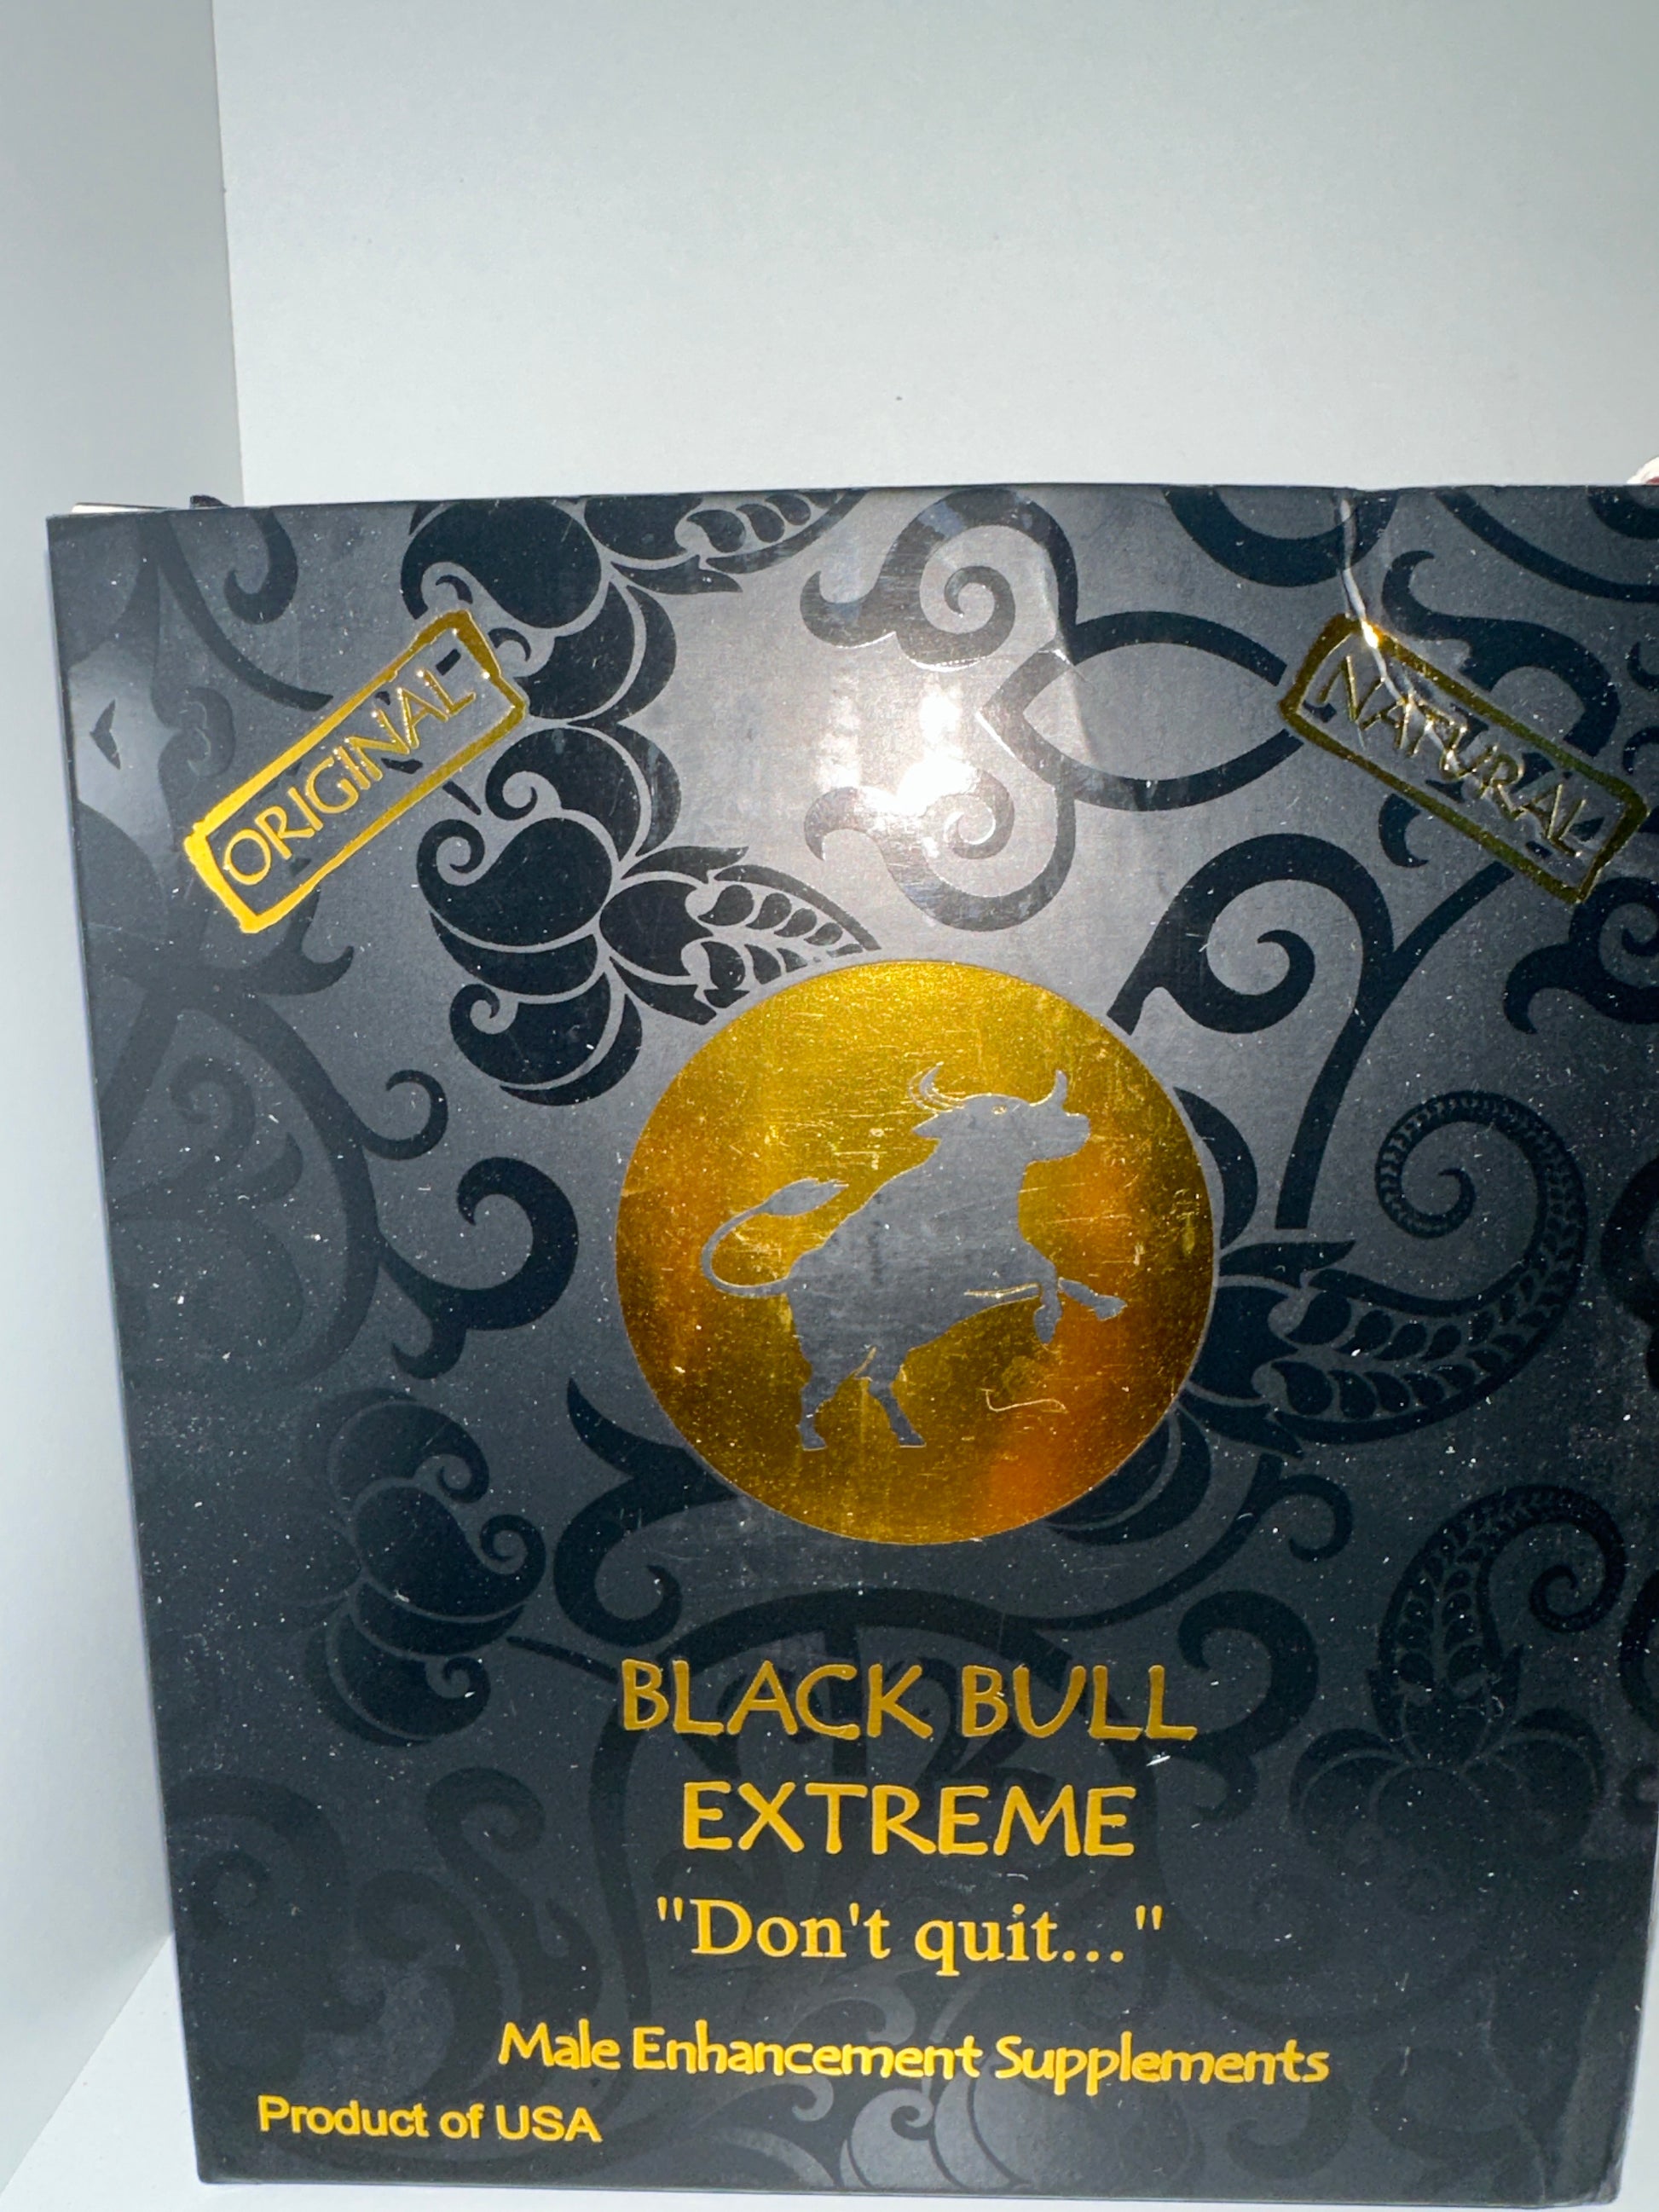 ORIGINAL
NATURAL
BLACK BULL
EXTREME
"Don't quit..."
Male Enhancement Supplements
Product of USA